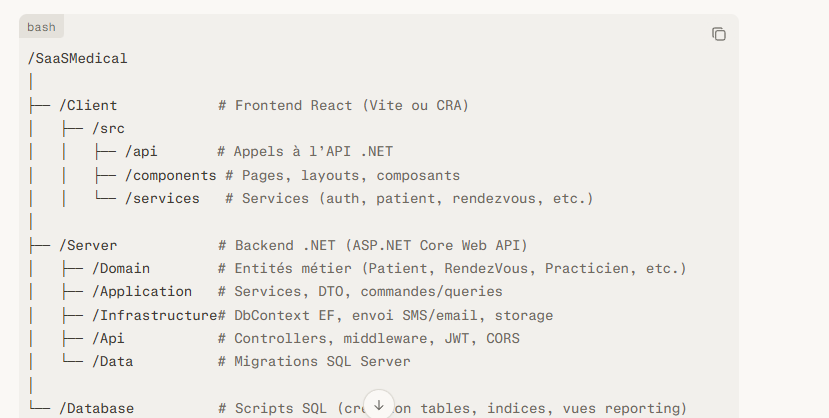 bash
/SaaSMedical
│
├── /Client # Frontend React (Vite ou CRA)
│ ├── /src
│ │ ├── /api # Appels à l’API .NET
│ │ ├── /components # Pages, layouts, composants
│ │ └── /services # Services (auth, patient, rendezvous, etc.)
│
├── /Server # Backend .NET (ASP.NET Core Web API)
│ ├── /Domain # Entités métier (Patient, RendezVous, Practicien, etc.)
│ ├── /Application # Services, DTO, commandes/queries
│ ├── /Infrastructure# DbContext EF, envoi SMS/email, storage
│ ├── /Api # Controllers, middleware, JWT, CORS
│ └── /Data # Migrations SQL Server
│
└── /Database # Scripts SQL ( tables, indices, vues reporting)